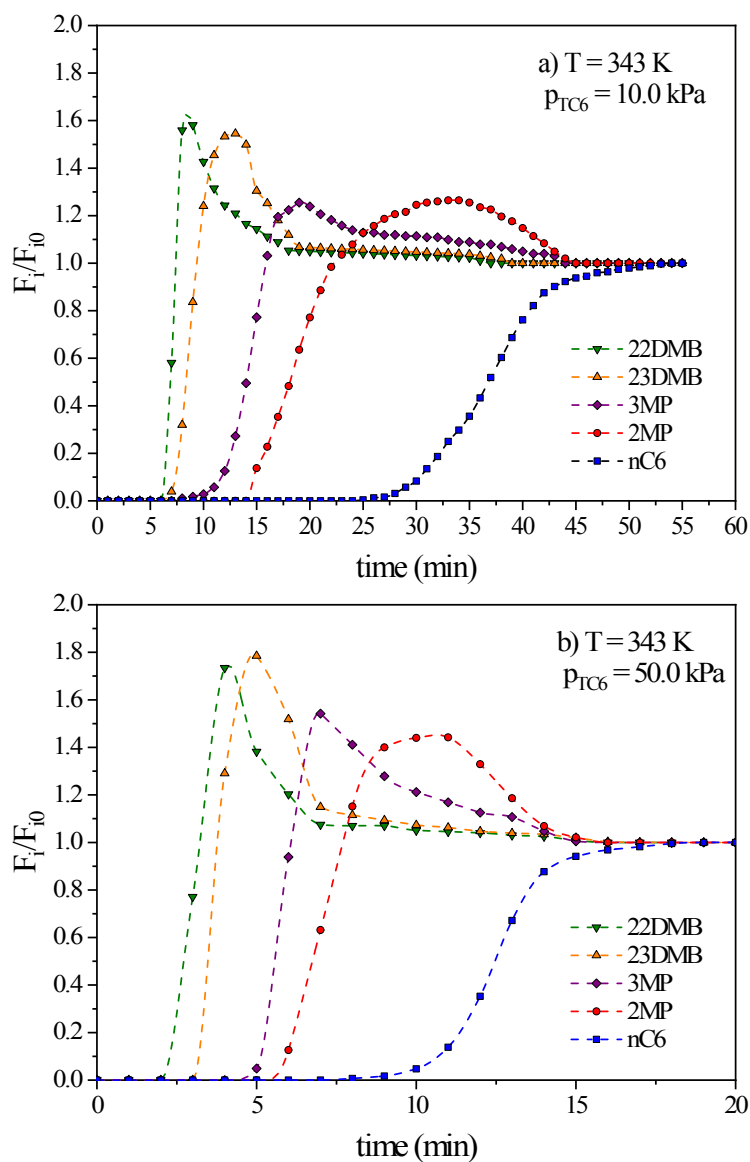 2.0
a) T = 343 K
1.8
pTC6 = 10.0 kPa
1.6
1.4
1.2
1.0
Fi/Fi0
0.8
22DMB
0.6
23DMB
0.4
3MP
2MP
0.2
nC6
0.0
0 5 10 15 20 25 30 35 40 45 50 55 60
time (min)
2.0
b) T = 343 K
1.8
pTC6 = 50.0 kPa
1.6
1.4
1.2
1.0
Fi/Fi0
0.8
22DMB
0.6
23DMB
0.4
3MP
2MP
0.2
nC6
0.0
0 5 10 15 20
time (min)